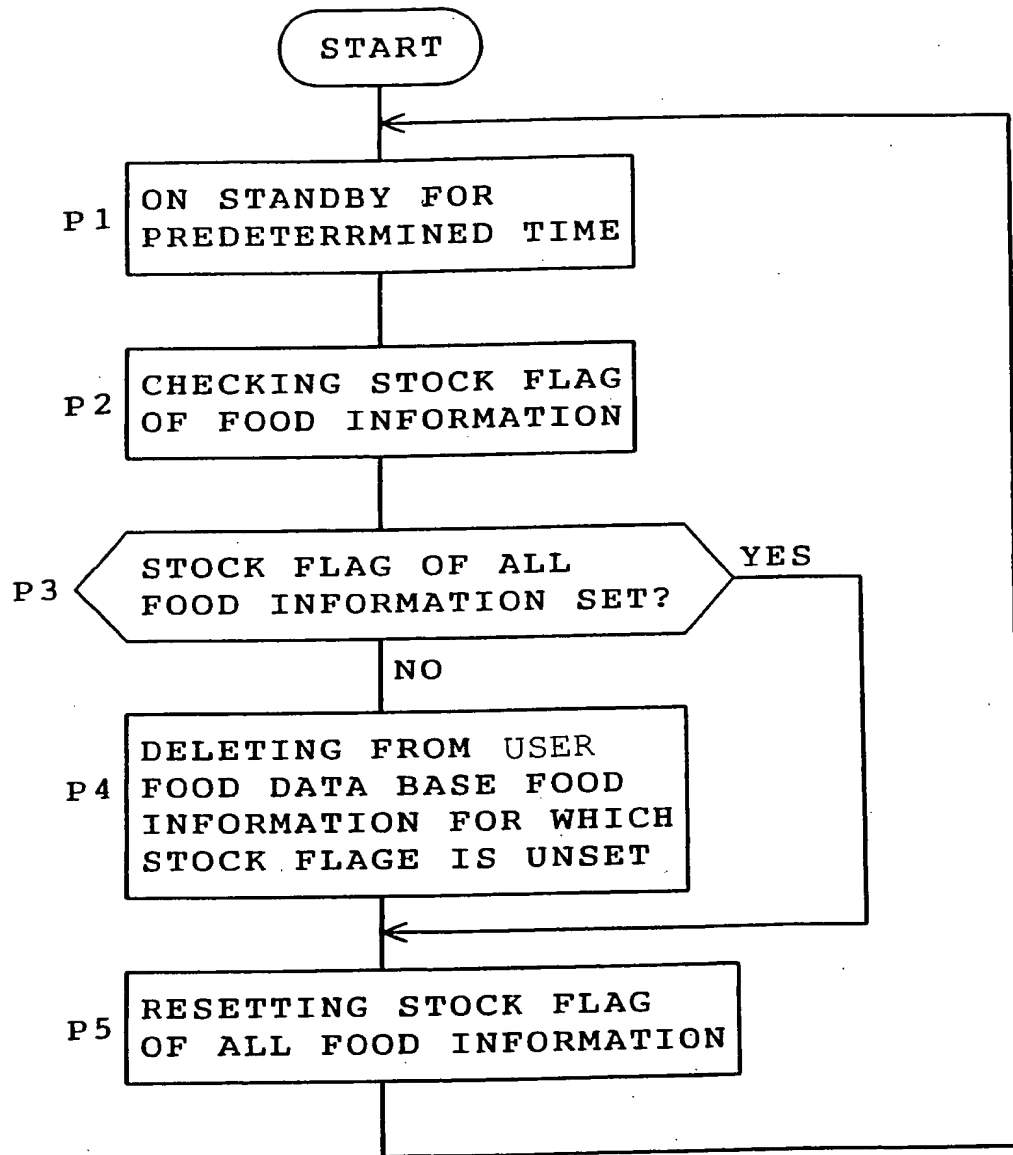 START
P1
ON STANDBY FOR
PREDETERRMINED TIME
P2
CHECKING STOCK FLAG
OF FOOD INFORMATION
P3
STOCK FLAG OF ALL
FOOD INFORMATION SET?
YES
NO
P4
DELETING FROM USER
FOOD DATA BASE FOOD
INFORMATION FOR WHICH
STOCK FLAGE IS UNSET
P5
RESETTING STOCK FLAG
OF ALL FOOD INFORMATION